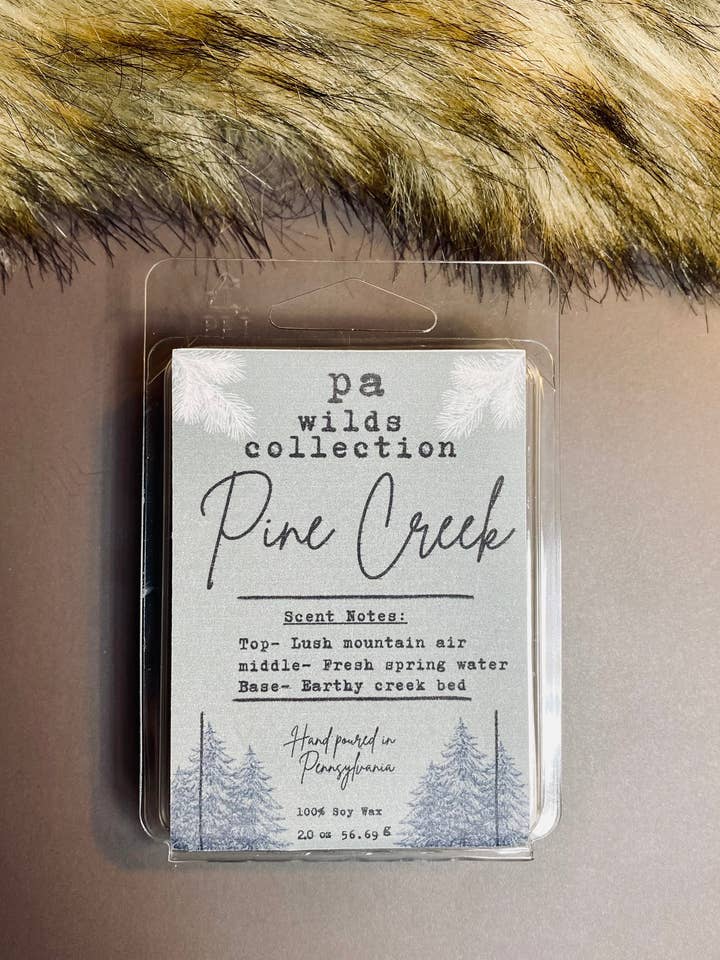 pa
wilds
collection
Pine Creek
Scent Notes:
Top- Lush mountain air
middle- Fresh spring water
Base- Earthy creek bed
Hand poured in
Pennsylvania
100% Soy Wax
2.0 oz 56.69 g